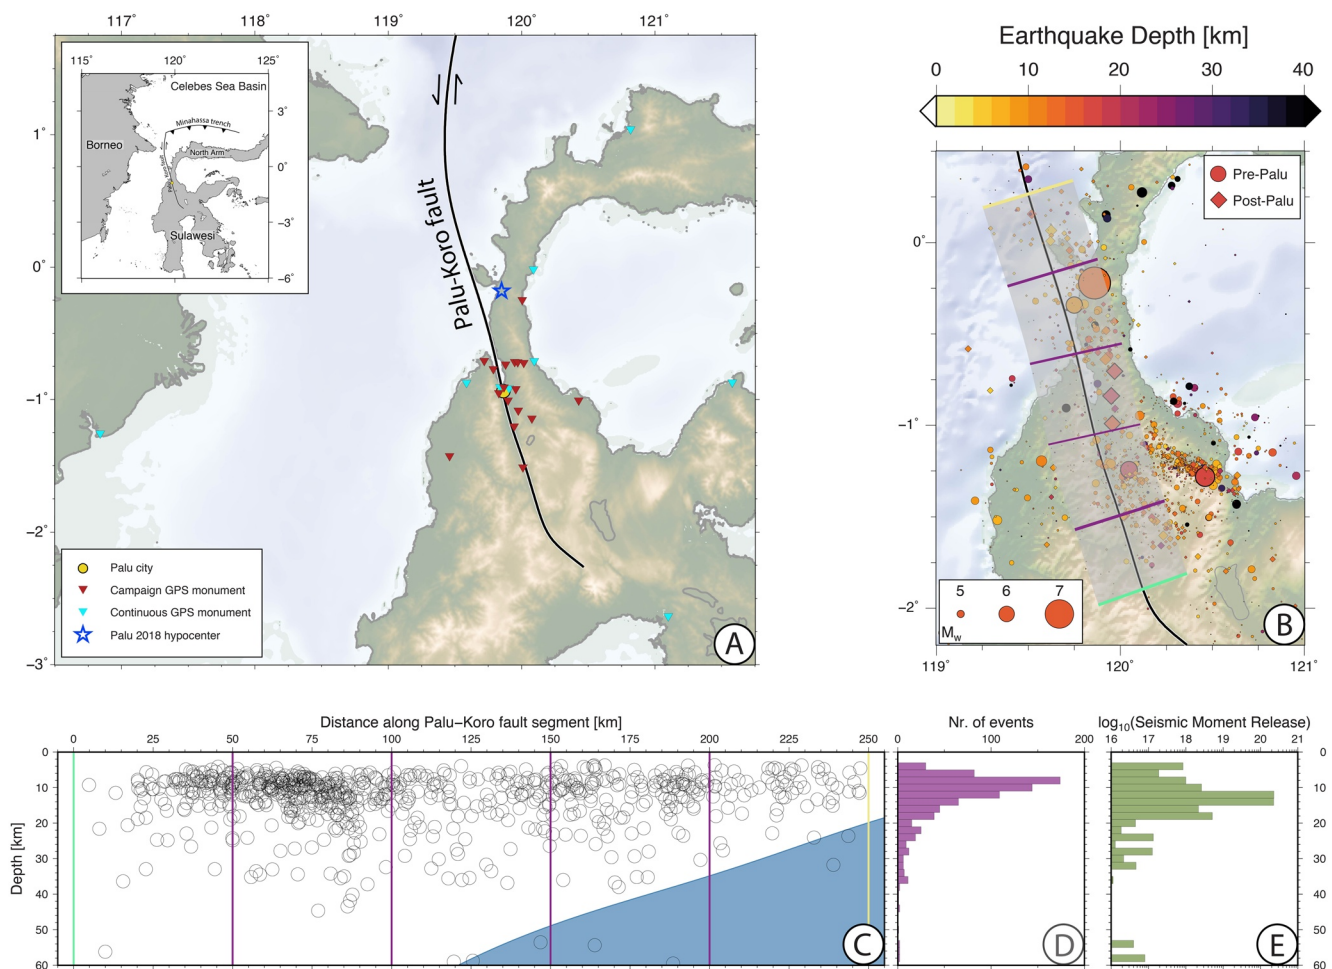 117° 118° 119° 120° 121°
1°
0°
−1°
−2°
−3°
115° 120° 125°
Celebes Sea Basin
3°
0°
−3°
−6°
Minahassa trench
Borneo
North Arm
Sulawesi
Palu-Koro fault
Palu city
Campaign GPS monument
Continuous GPS monument
Palu 2018 hypocenter
A
Earthquake Depth [km]
0 10 20 30 40
Pre-Palu
Post-Palu
0°
−1°
−2°
5 6 7
Mw
B
119° 120° 121°
Distance along Palu−Koro fault segment [km]
0 25 50 75 100 125 150 175 200 225 250
Depth [km]
0
10
20
30
40
50
60
C
Nr. of events
0 100 200
D
log10(Seismic Moment Release)
16 17 18 19 20 21
0
10
20
30
40
50
60
E